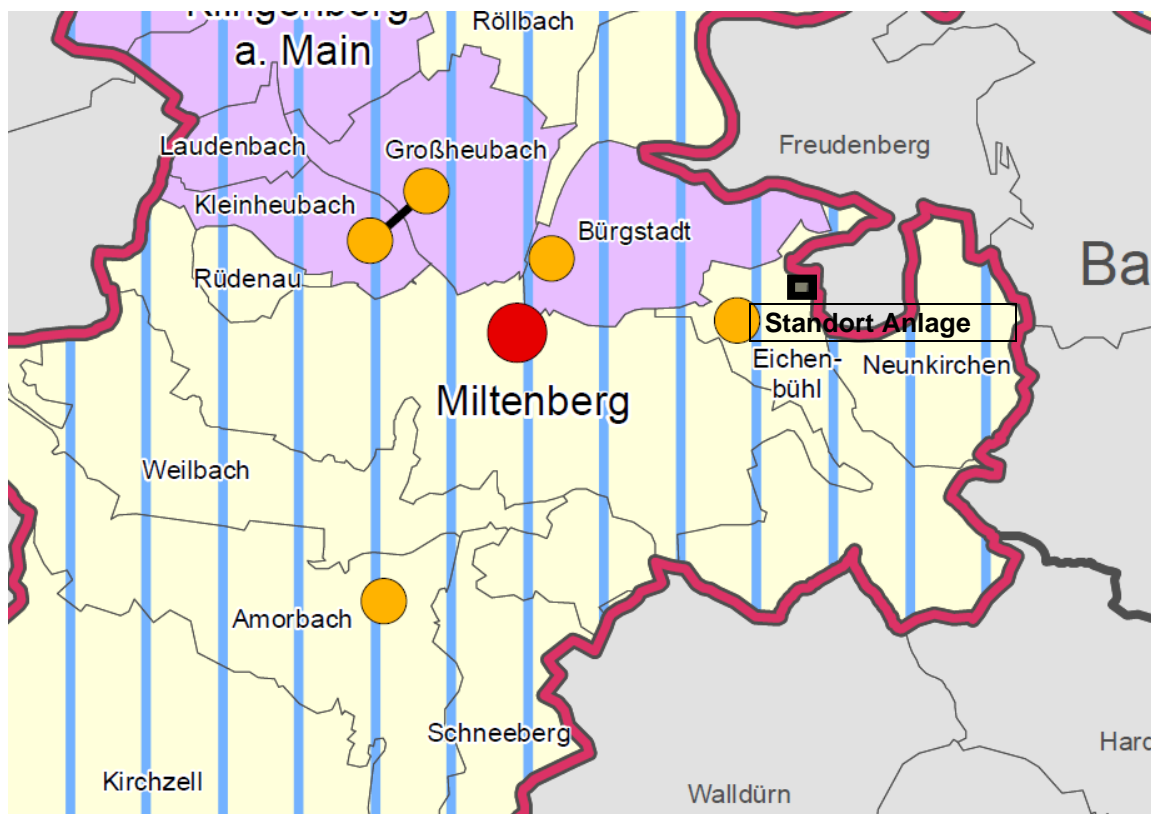 Klingenberg
a. Main
Röllbach
Laudenbach
Großheubach
Freudenberg
Kleinheubach
Bürgstadt
Rüdenau
Ba
Standort Anlage
Eichen-
bühl
Neunkirchen
Miltenberg
Weilbach
Amorbach
Schneeberg
Hard
Kirchzell
Walldürn